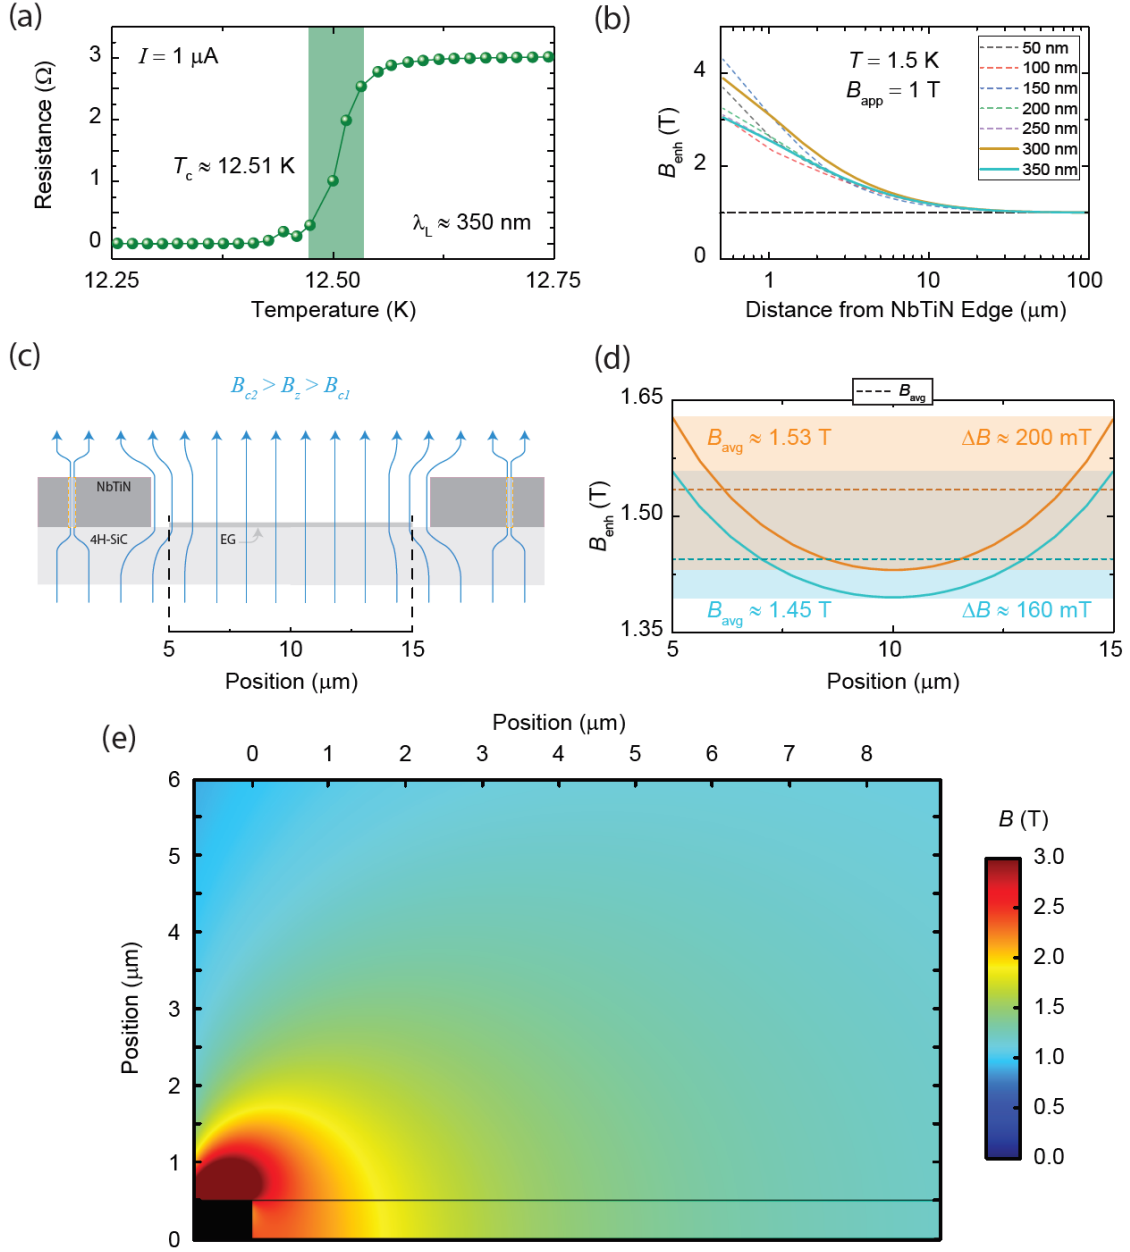 (a)
I = 1 μA
T_c ≈ 12.51 K
λ_L ≈ 350 nm
Resistance (Ω)
3
2
1
0
12.25
12.50
12.75
Temperature (K)
(b)
T = 1.5 K
B_app = 1 T
50 nm
100 nm
150 nm
200 nm
250 nm
300 nm
350 nm
B_enh (T)
4
2
0
1
10
100
Distance from NbTiN Edge (μm)
(c)
B_c2 > B_z > B_c1
NbTiN
4H-SiC
EG
5
10
15
Position (μm)
(d)
B_avg
B_avg ≈ 1.53 T
ΔB ≈ 200 mT
B_avg ≈ 1.45 T
ΔB ≈ 160 mT
B_enh (T)
1.65
1.50
1.35
5
10
15
Position (μm)
(e)
Position (μm)
0
1
2
3
4
5
6
7
8
Position (μm)
6
5
4
3
2
1
0
B (T)
3.0
2.5
2.0
1.5
1.0
0.5
0.0